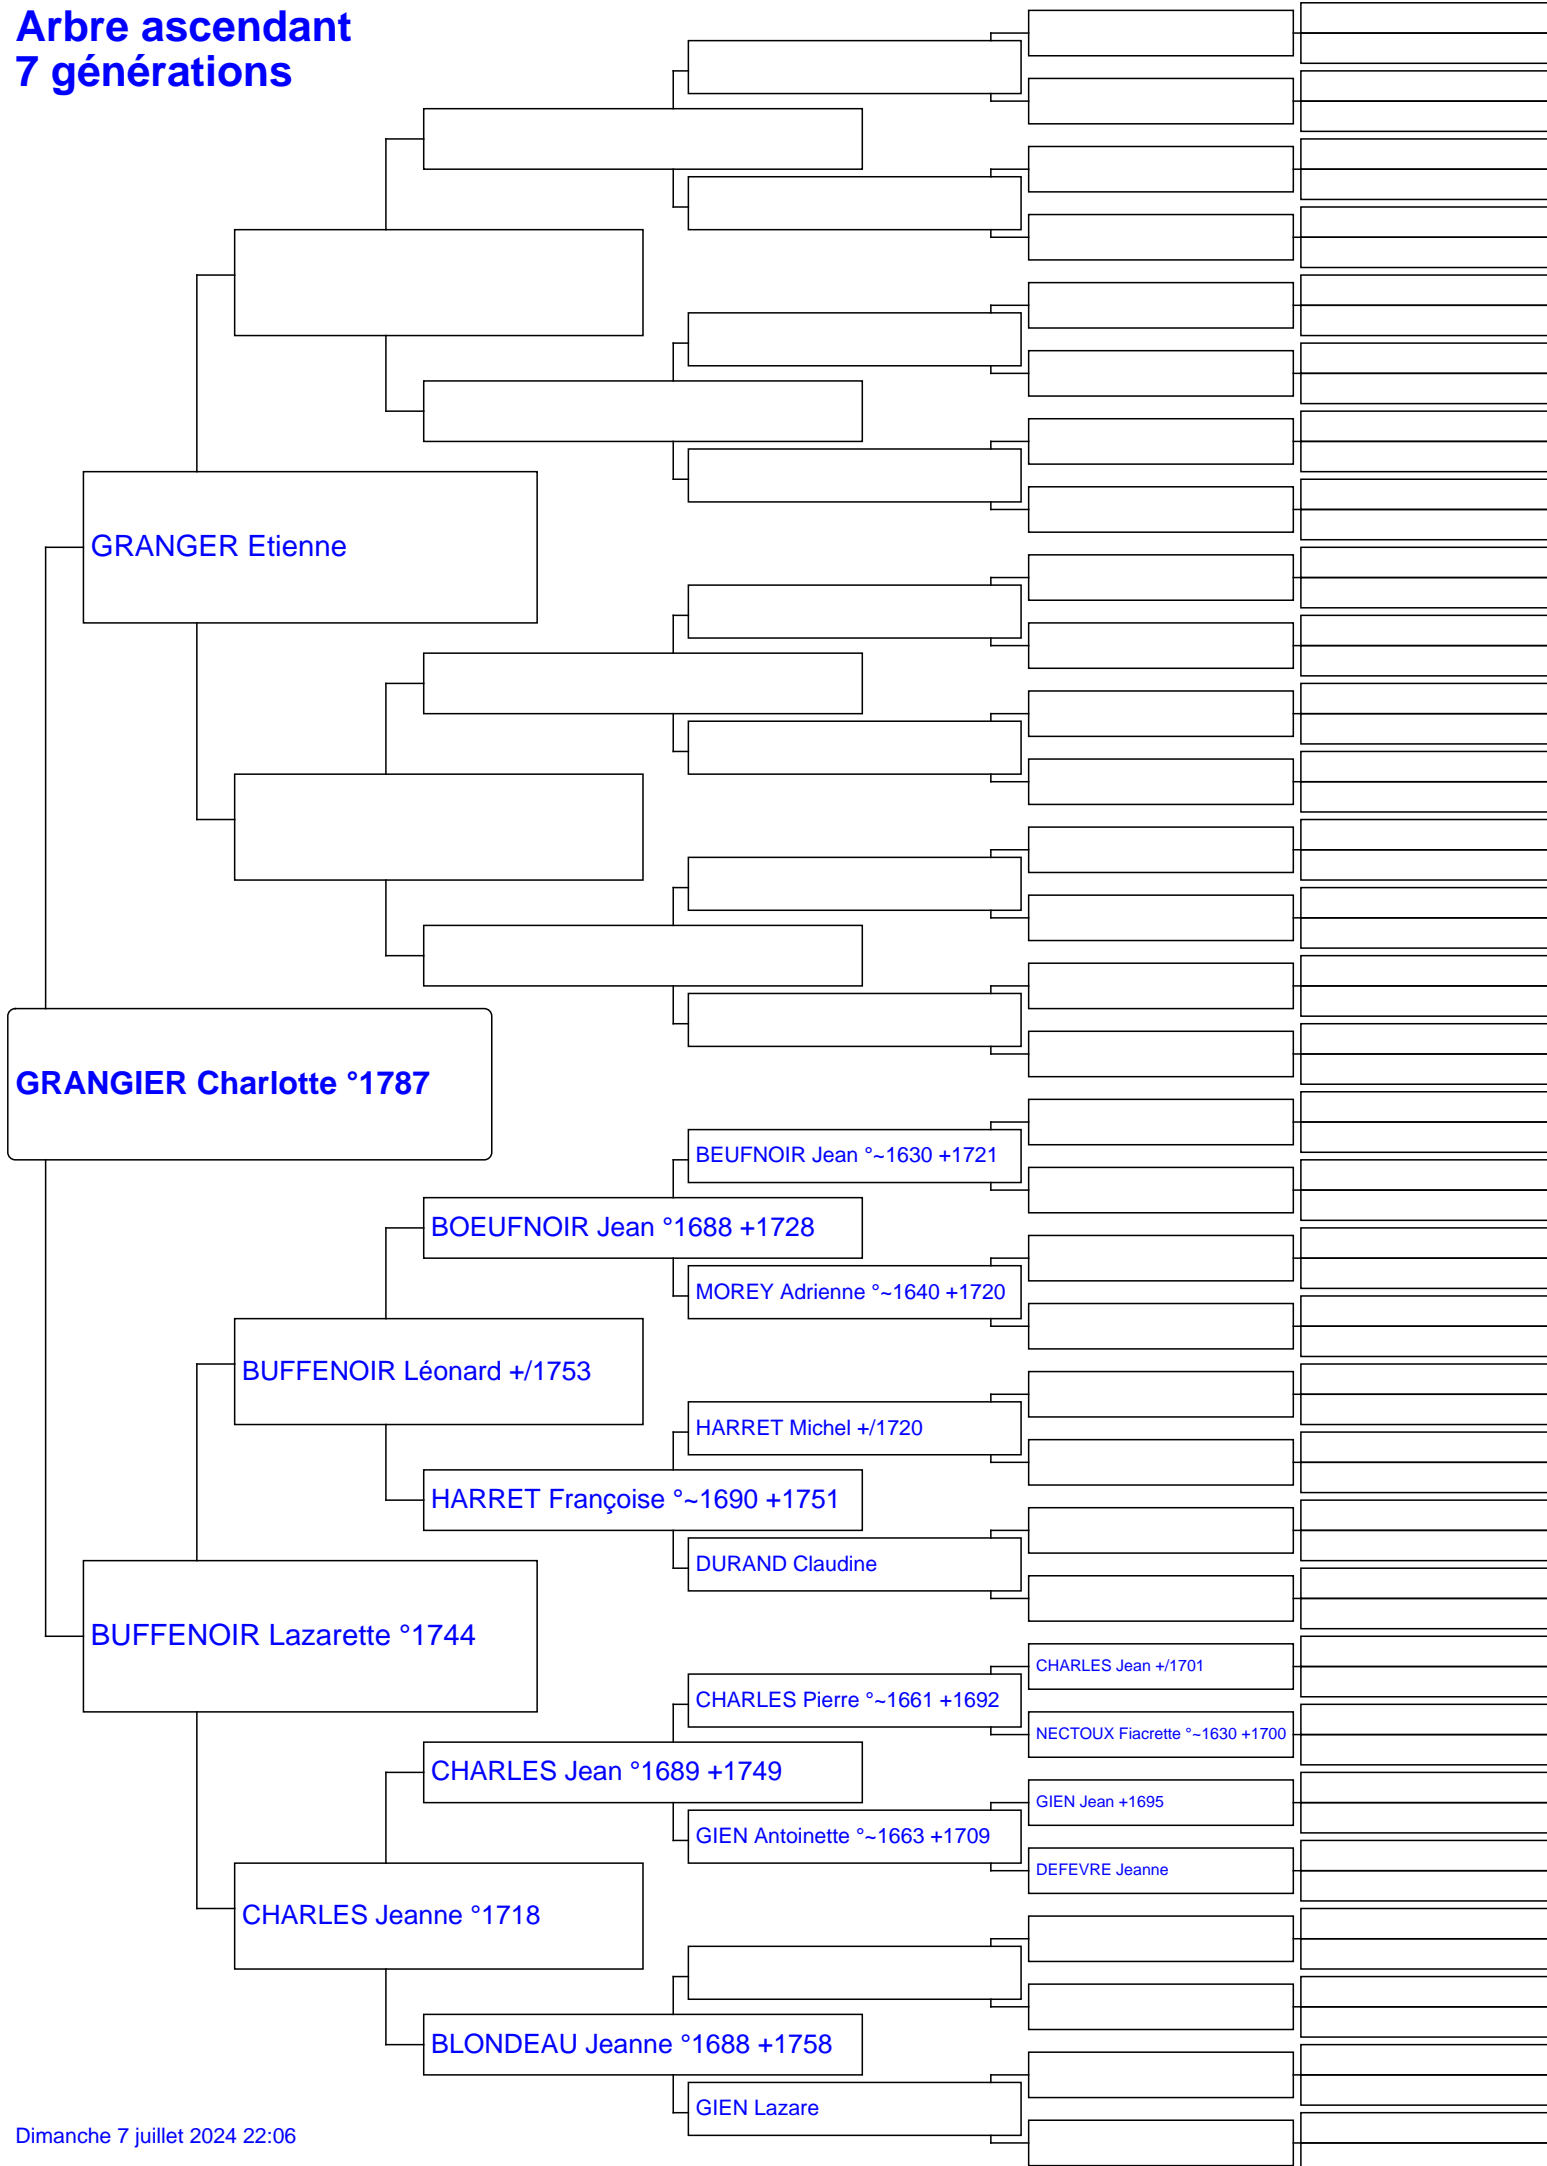 Arbre ascendant
7 générations
GRANGER Etienne
GRANGIER Charlotte °1787
BEUFNOIR Jean °~1630 +1721
BOEUFNOIR Jean °1688 +1728
MOREY Adrienne °~1640 +1720
BUFFENOIR Léonard +/1753
HARRET Michel +/1720
HARRET Françoise °~1690 +1751
DURAND Claudine
BUFFENOIR Lazarette °1744
CHARLES Jean +/1701
CHARLES Pierre °~1661 +1692
NECTOUX Fiacrette °~1630 +1700
CHARLES Jean °1689 +1749
GIEN Jean +1695
GIEN Antoinette °~1663 +1709
DEFEVRE Jeanne
CHARLES Jeanne °1718
BLONDEAU Jeanne °1688 +1758
GIEN Lazare
Dimanche 7 juillet 2024 22:06